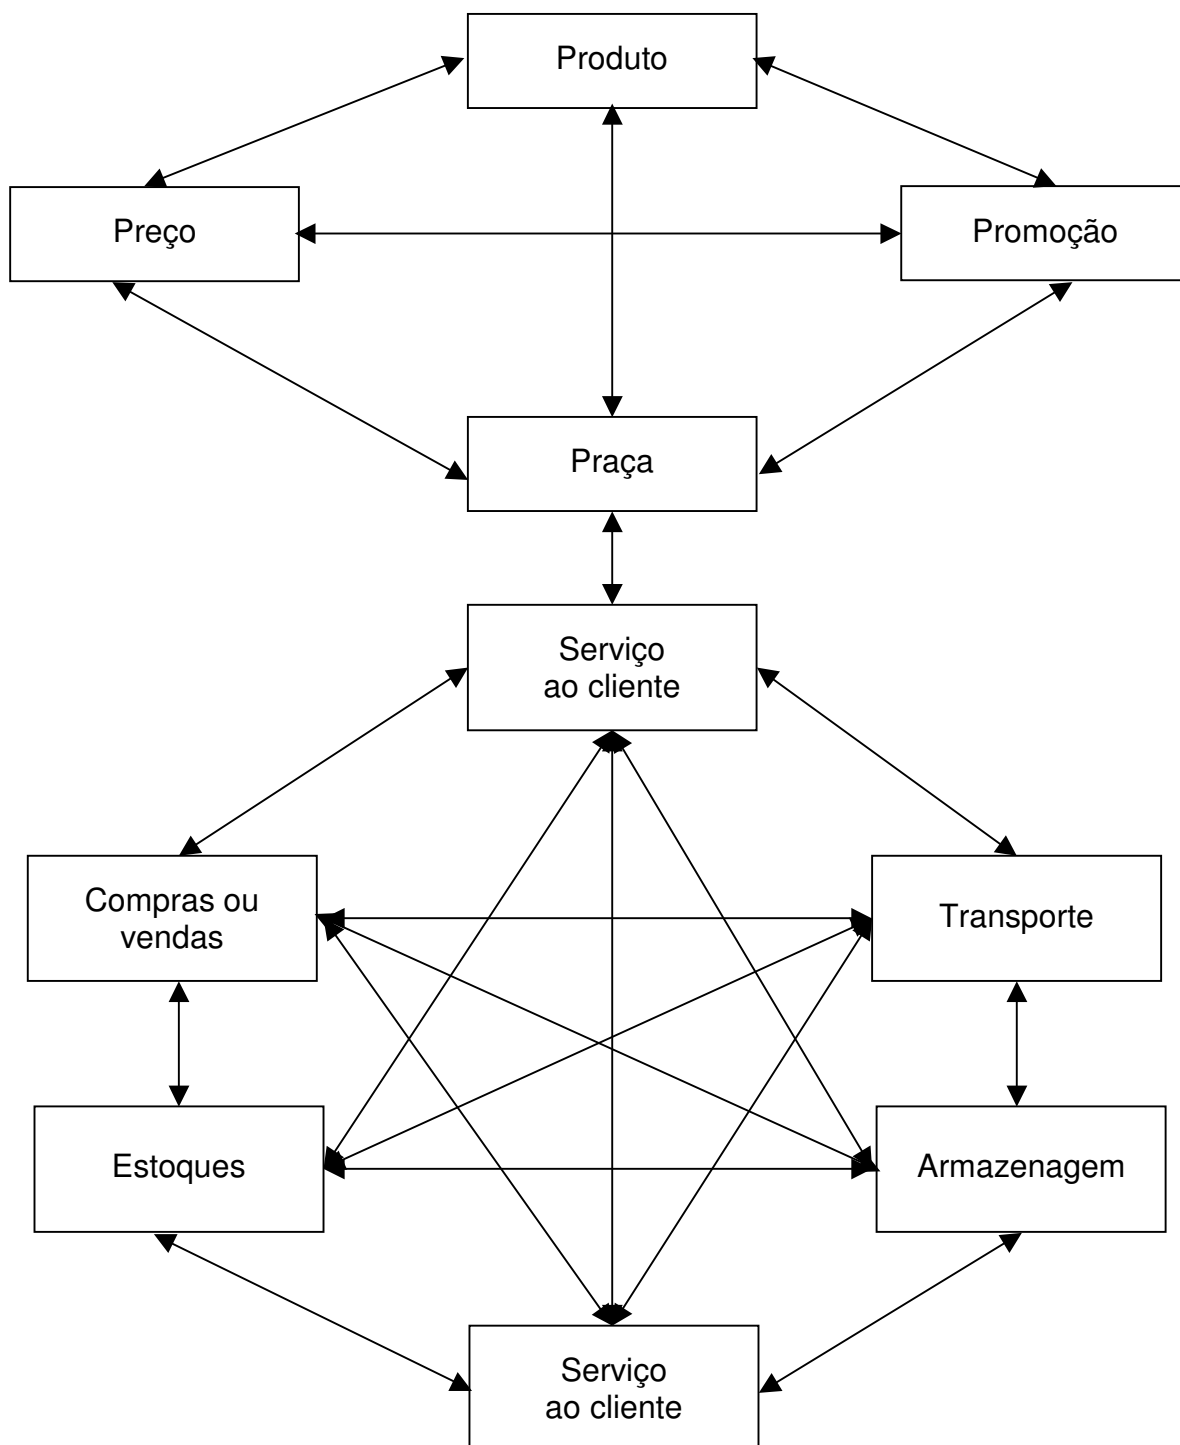 Produto
Preço
Promoção
Praça
Serviço
ao cliente
Compras ou
vendas
Transporte
Estoques
Armazenagem
Serviço
ao cliente